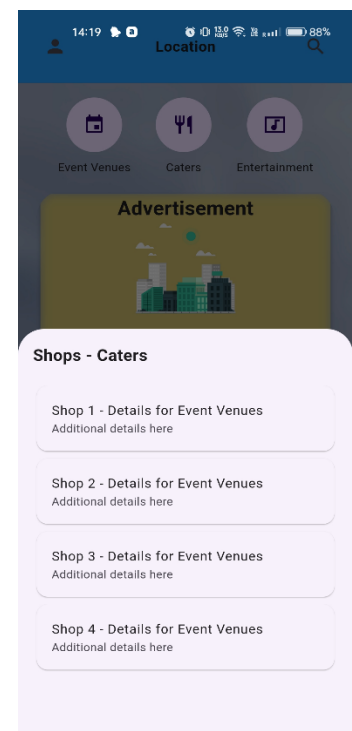 14:19 88%
Location
Event Venues Caters Entertainment
Advertisement
Shops - Caters
Shop 1 - Details for Event Venues
Additional details here
Shop 2 - Details for Event Venues
Additional details here
Shop 3 - Details for Event Venues
Additional details here
Shop 4 - Details for Event Venues
Additional details here